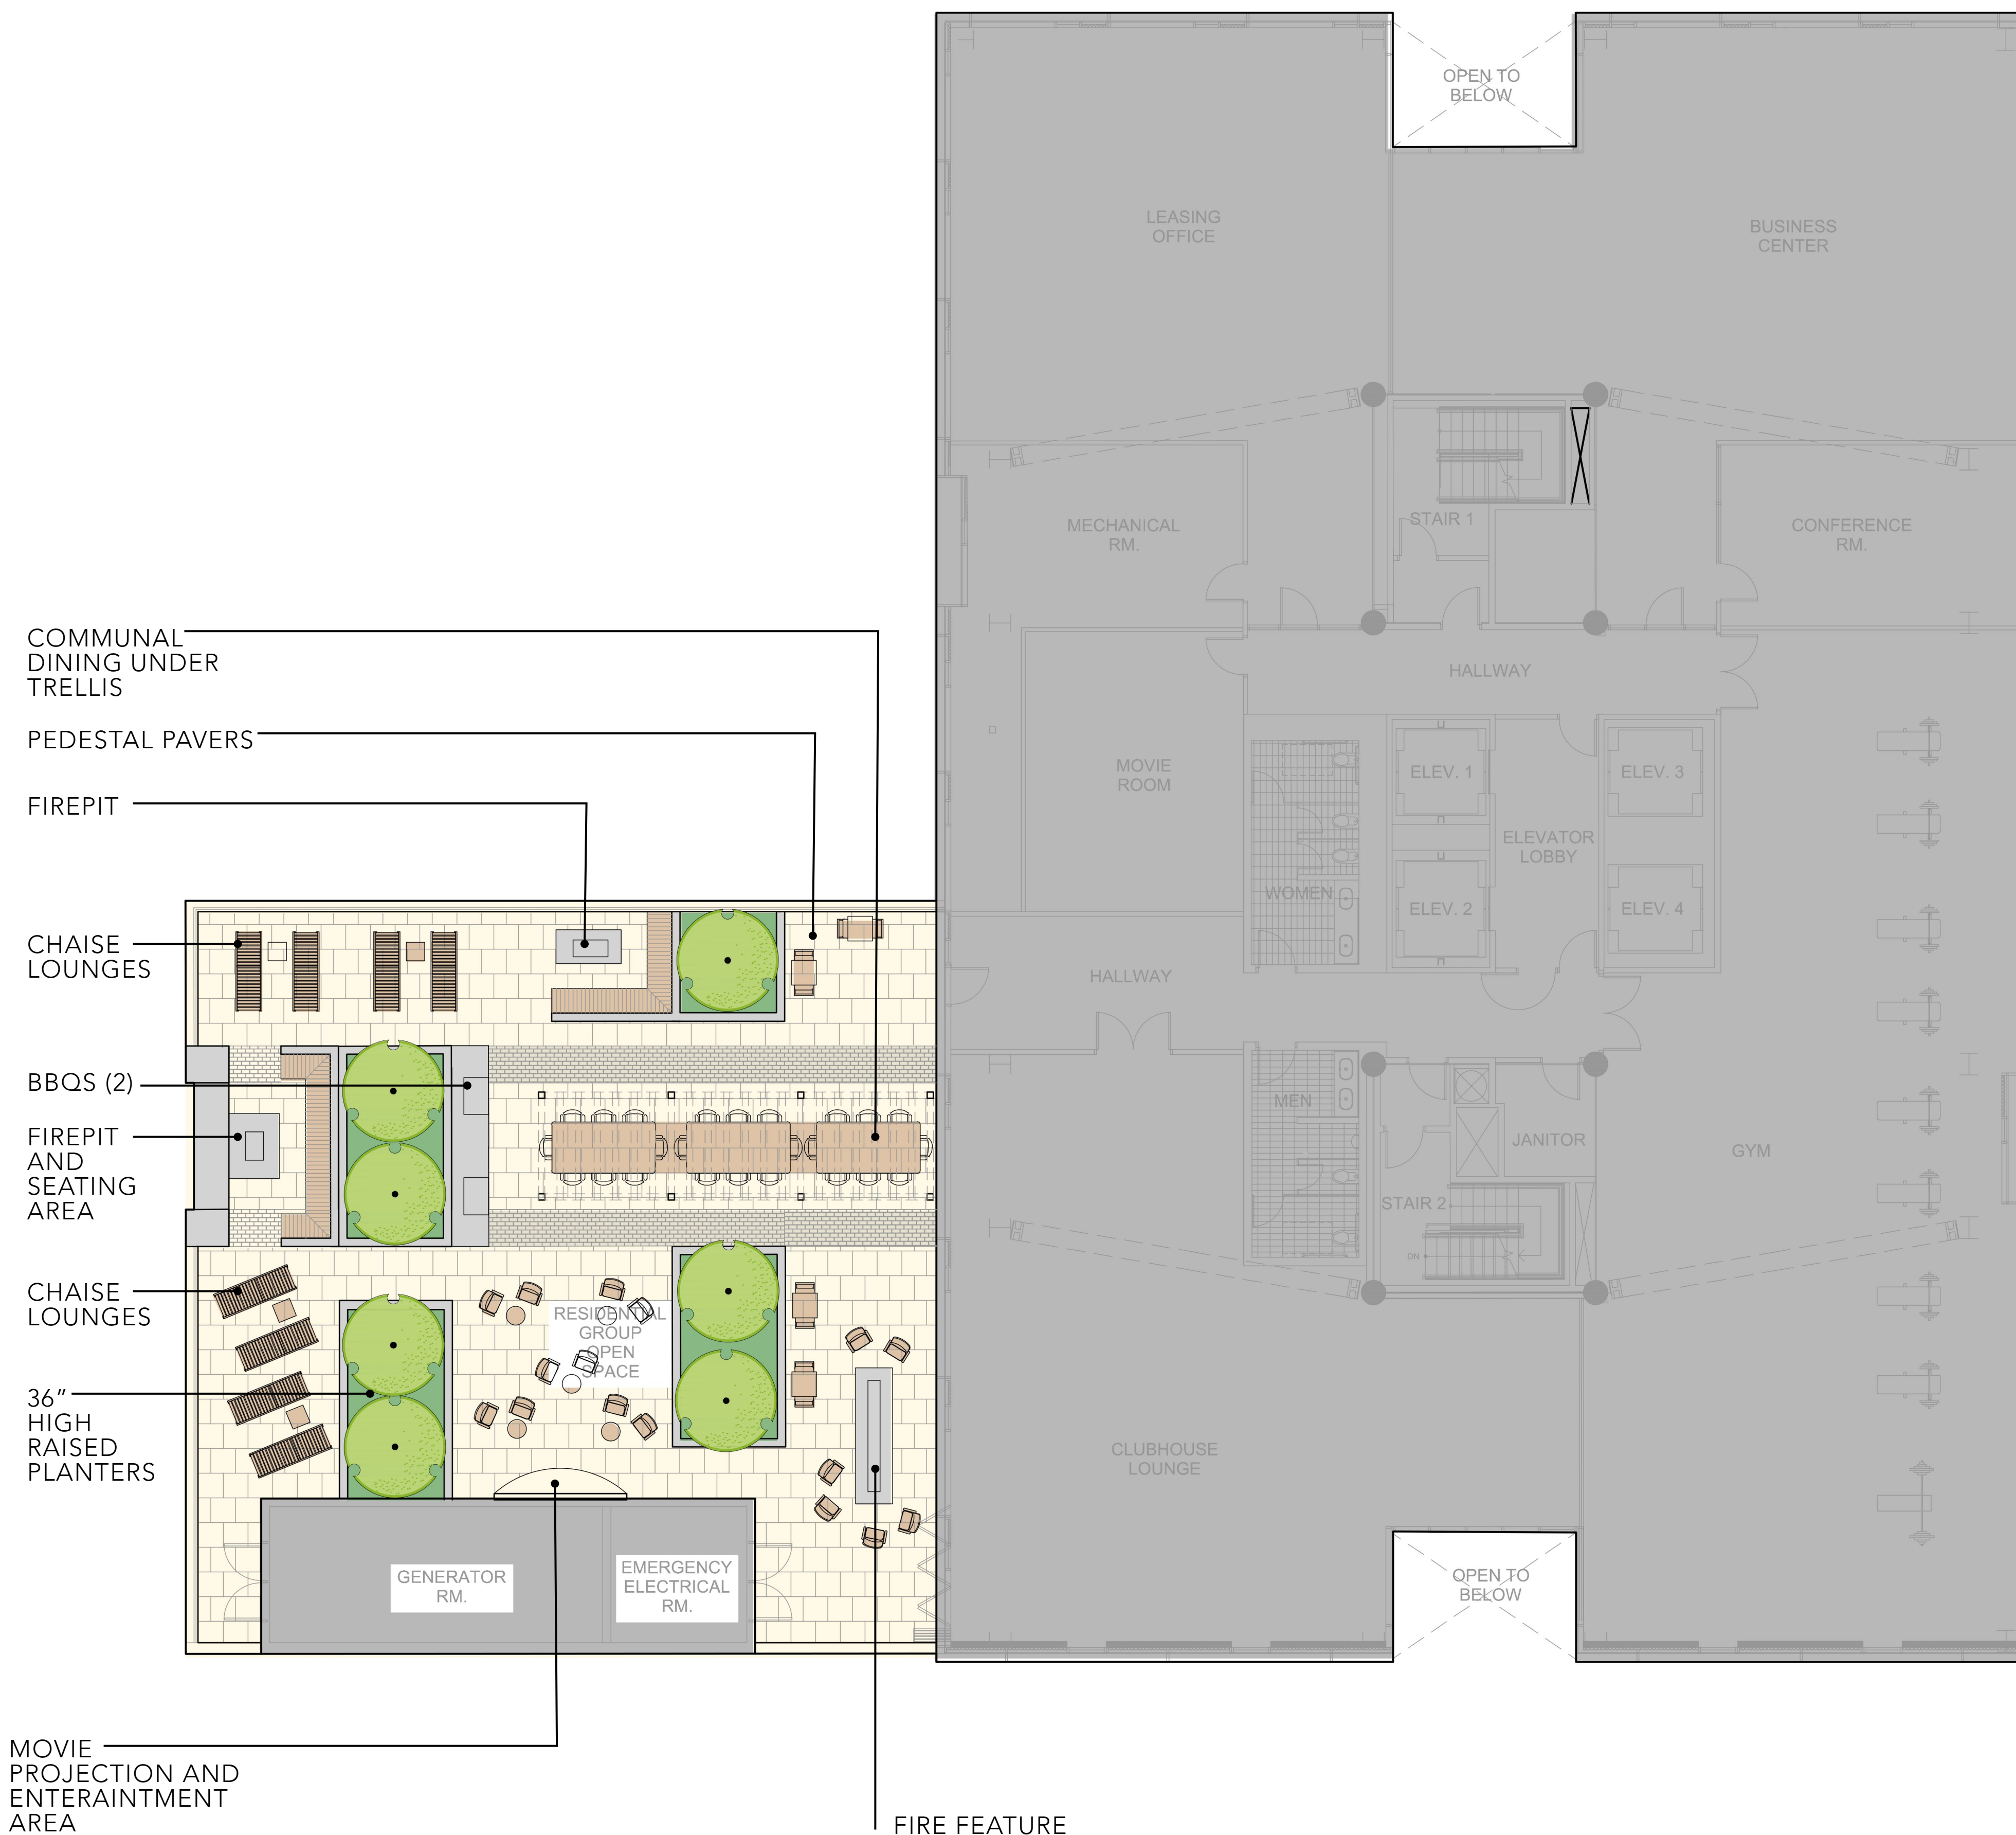 OPEN TO
BELOW
LEASING
OFFICE
BUSINESS
CENTER
STAIR 1
MECHANICAL
RM.
CONFERENCE
RM.
COMMUNAL
DINING UNDER
TRELLIS
HALLWAY
PEDESTAL PAVERS
MOVIE
ROOM
ELEV. 1
ELEV. 3
FIREPIT
ELEVATOR
LOBBY
WOMEN
ELEV. 2
ELEV. 4
CHAISE
LOUNGES
HALLWAY
BBQS (2)
MEN
FIREPIT
AND
SEATING
AREA
JANITOR
GYM
STAIR 2
DN
CHAISE
LOUNGES
RESIDENTIAL
GROUP
OPEN
SPACE
36”
HIGH
RAISED
PLANTERS
CLUBHOUSE
LOUNGE
GENERATOR
RM.
EMERGENCY
ELECTRICAL
RM.
OPEN TO
BELOW
MOVIE
PROJECTION AND
ENTERAINTMENT
AREA
FIRE FEATURE